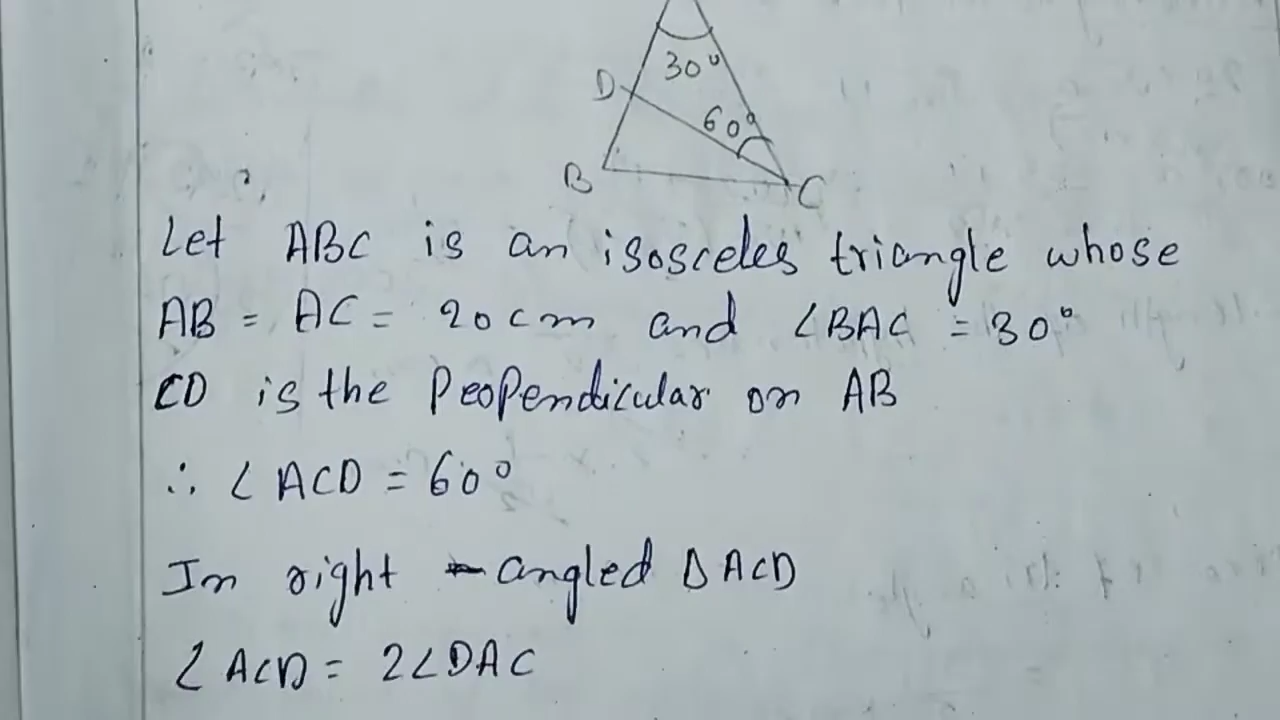 30°
D
60°
B
C
Let ABC is an isosceles triangle whose
AB = AC = 20cm and ∠BAC = 30°
CD is the Perpendicular on AB
∴ ∠ACD = 60°
In right - angled ΔACD
∠ACD = 2∠DAC